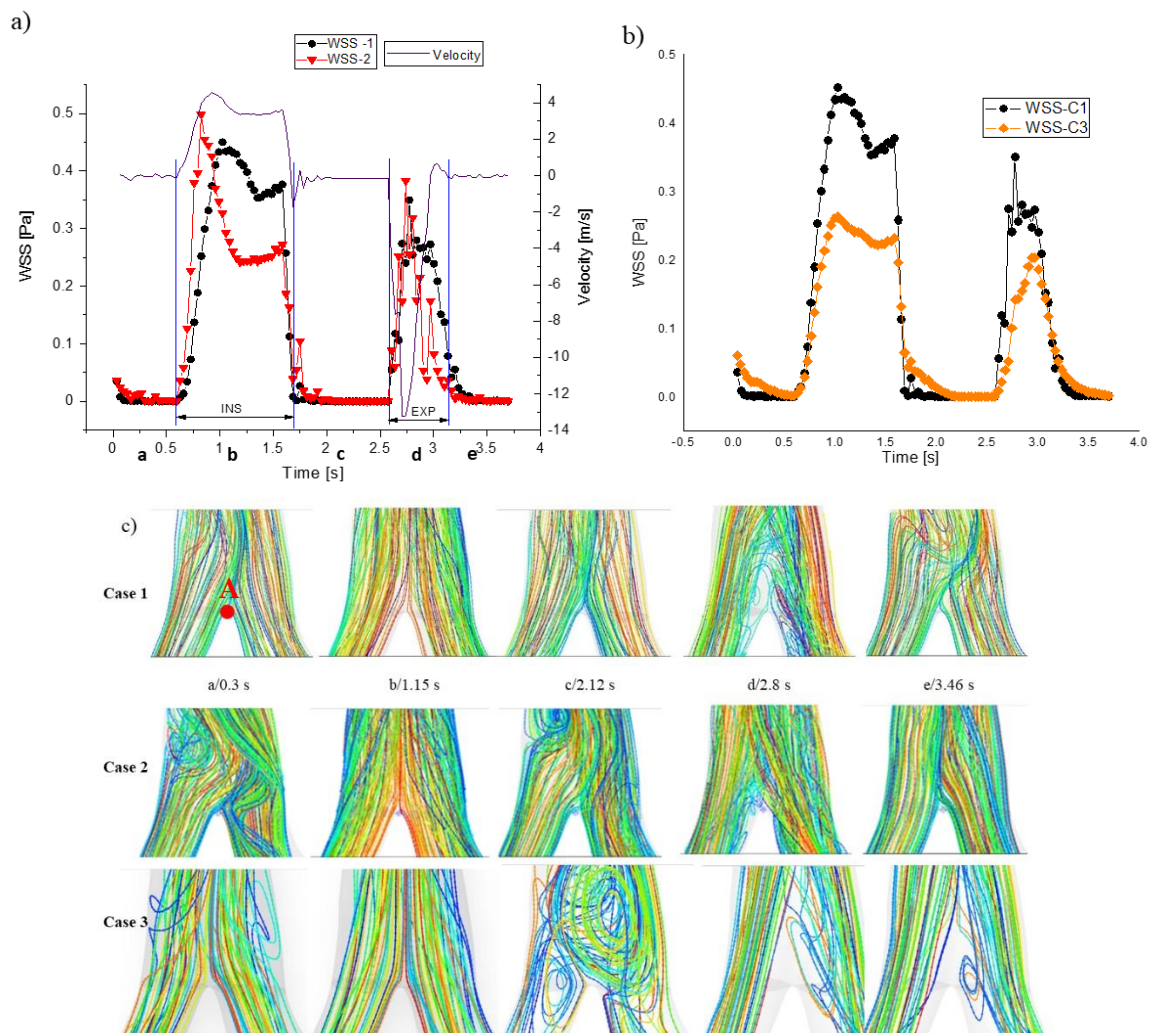 a)
WSS -1
WSS-2
Velocity
WSS [Pa]
0.5
0.4
0.3
0.2
0.1
0
4
2
0
-2
-4
-6
-8
-10
-12
-14
Velocity [m/s]
INS
EXP
0
0.5
1
1.5
2
2.5
3
3.5
4
a
b
c
d
e
Time [s]
b)
WSS-C1
WSS-C3
WSS [Pa]
0.5
0.4
0.3
0.2
0.1
0.0
-0.5
0.0
0.5
1.0
1.5
2.0
2.5
3.0
3.5
4.0
Time [s]
c)
Case 1
A
a/0.3 s
b/1.15 s
c/2.12 s
d/2.8 s
e/3.46 s
Case 2
Case 3